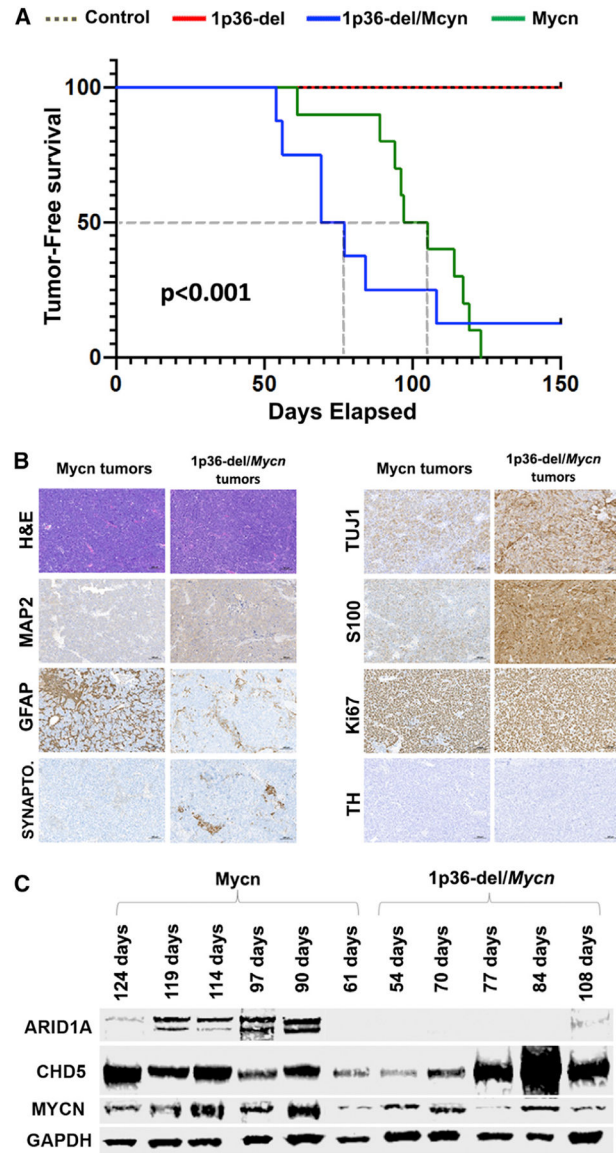 A
Control 1p36-del 1p36-del/Mcyn Mycn
Tumor-Free survival
100
50
0
p<0.001
0 50 100 150
Days Elapsed
B
Mycn tumors
1p36-del/Mycn
tumors
H&E
MAP2
GFAP
SYNAPTO.
Mycn tumors
1p36-del/Mycn
tumors
TUJ1
S100
Ki67
TH
C
Mycn 1p36-del/Mycn
124 days 119 days 114 days 97 days 90 days 61 days 54 days 70 days 77 days 84 days 108 days
ARID1A
CHD5
MYCN
GAPDH